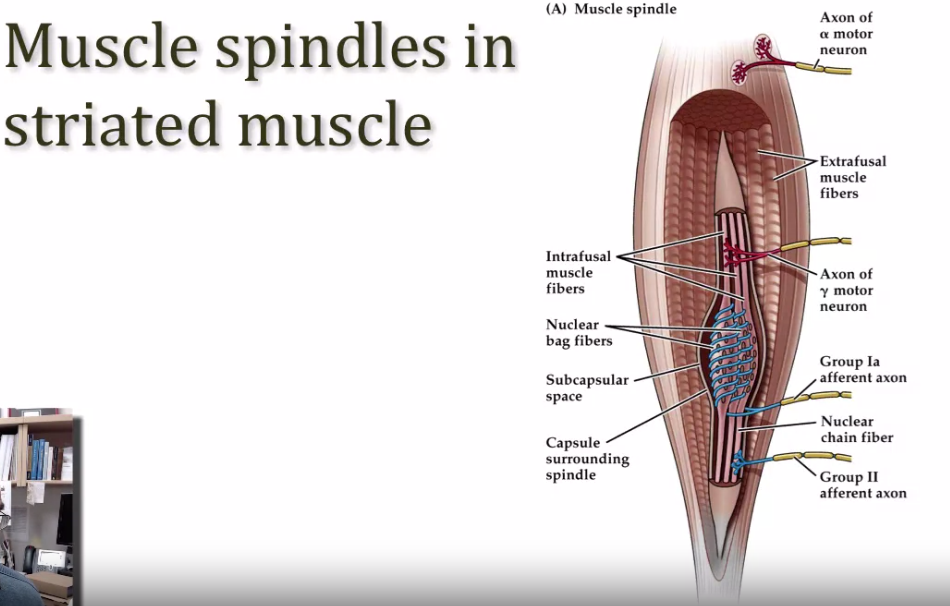 Muscle spindles in
striated muscle
(A) Muscle spindle
Axon of
α motor
neuron
Extrafusal
muscle
fibers
Intrafusal
muscle
fibers
Axon of
γ motor
neuron
Nuclear
bag fibers
Group Ia
afferent axon
Subcapsular
space
Nuclear
chain fiber
Capsule
surrounding
spindle
Group II
afferent axon